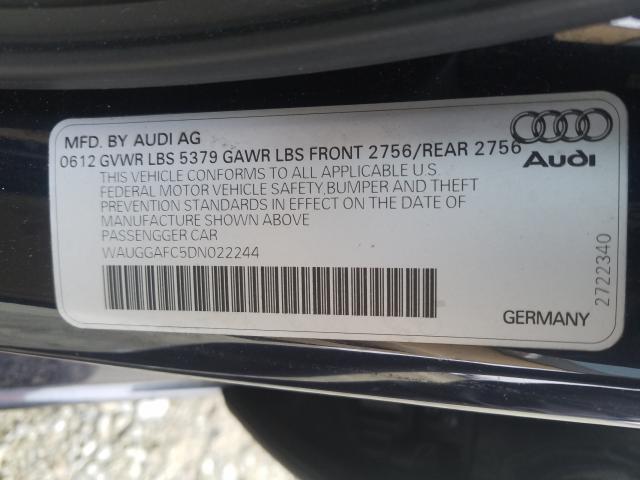 MFD. BY AUDI AG
0612 GVWR LBS 5379 GAWR LBS FRONT 2756/REAR 2756
THIS VEHICLE CONFORMS TO ALL APPLICABLE U.S
FEDERAL MOTOR VEHICLE SAFETY,BUMPER AND THEFT
PREVENTION STANDARDS IN EFFECT ON THE DATE OF
MANUFACTURE SHOWN ABOVE
PASSENGGER CAR
WAUGGAFC5DN022244
Audi
2722340
GERMANY